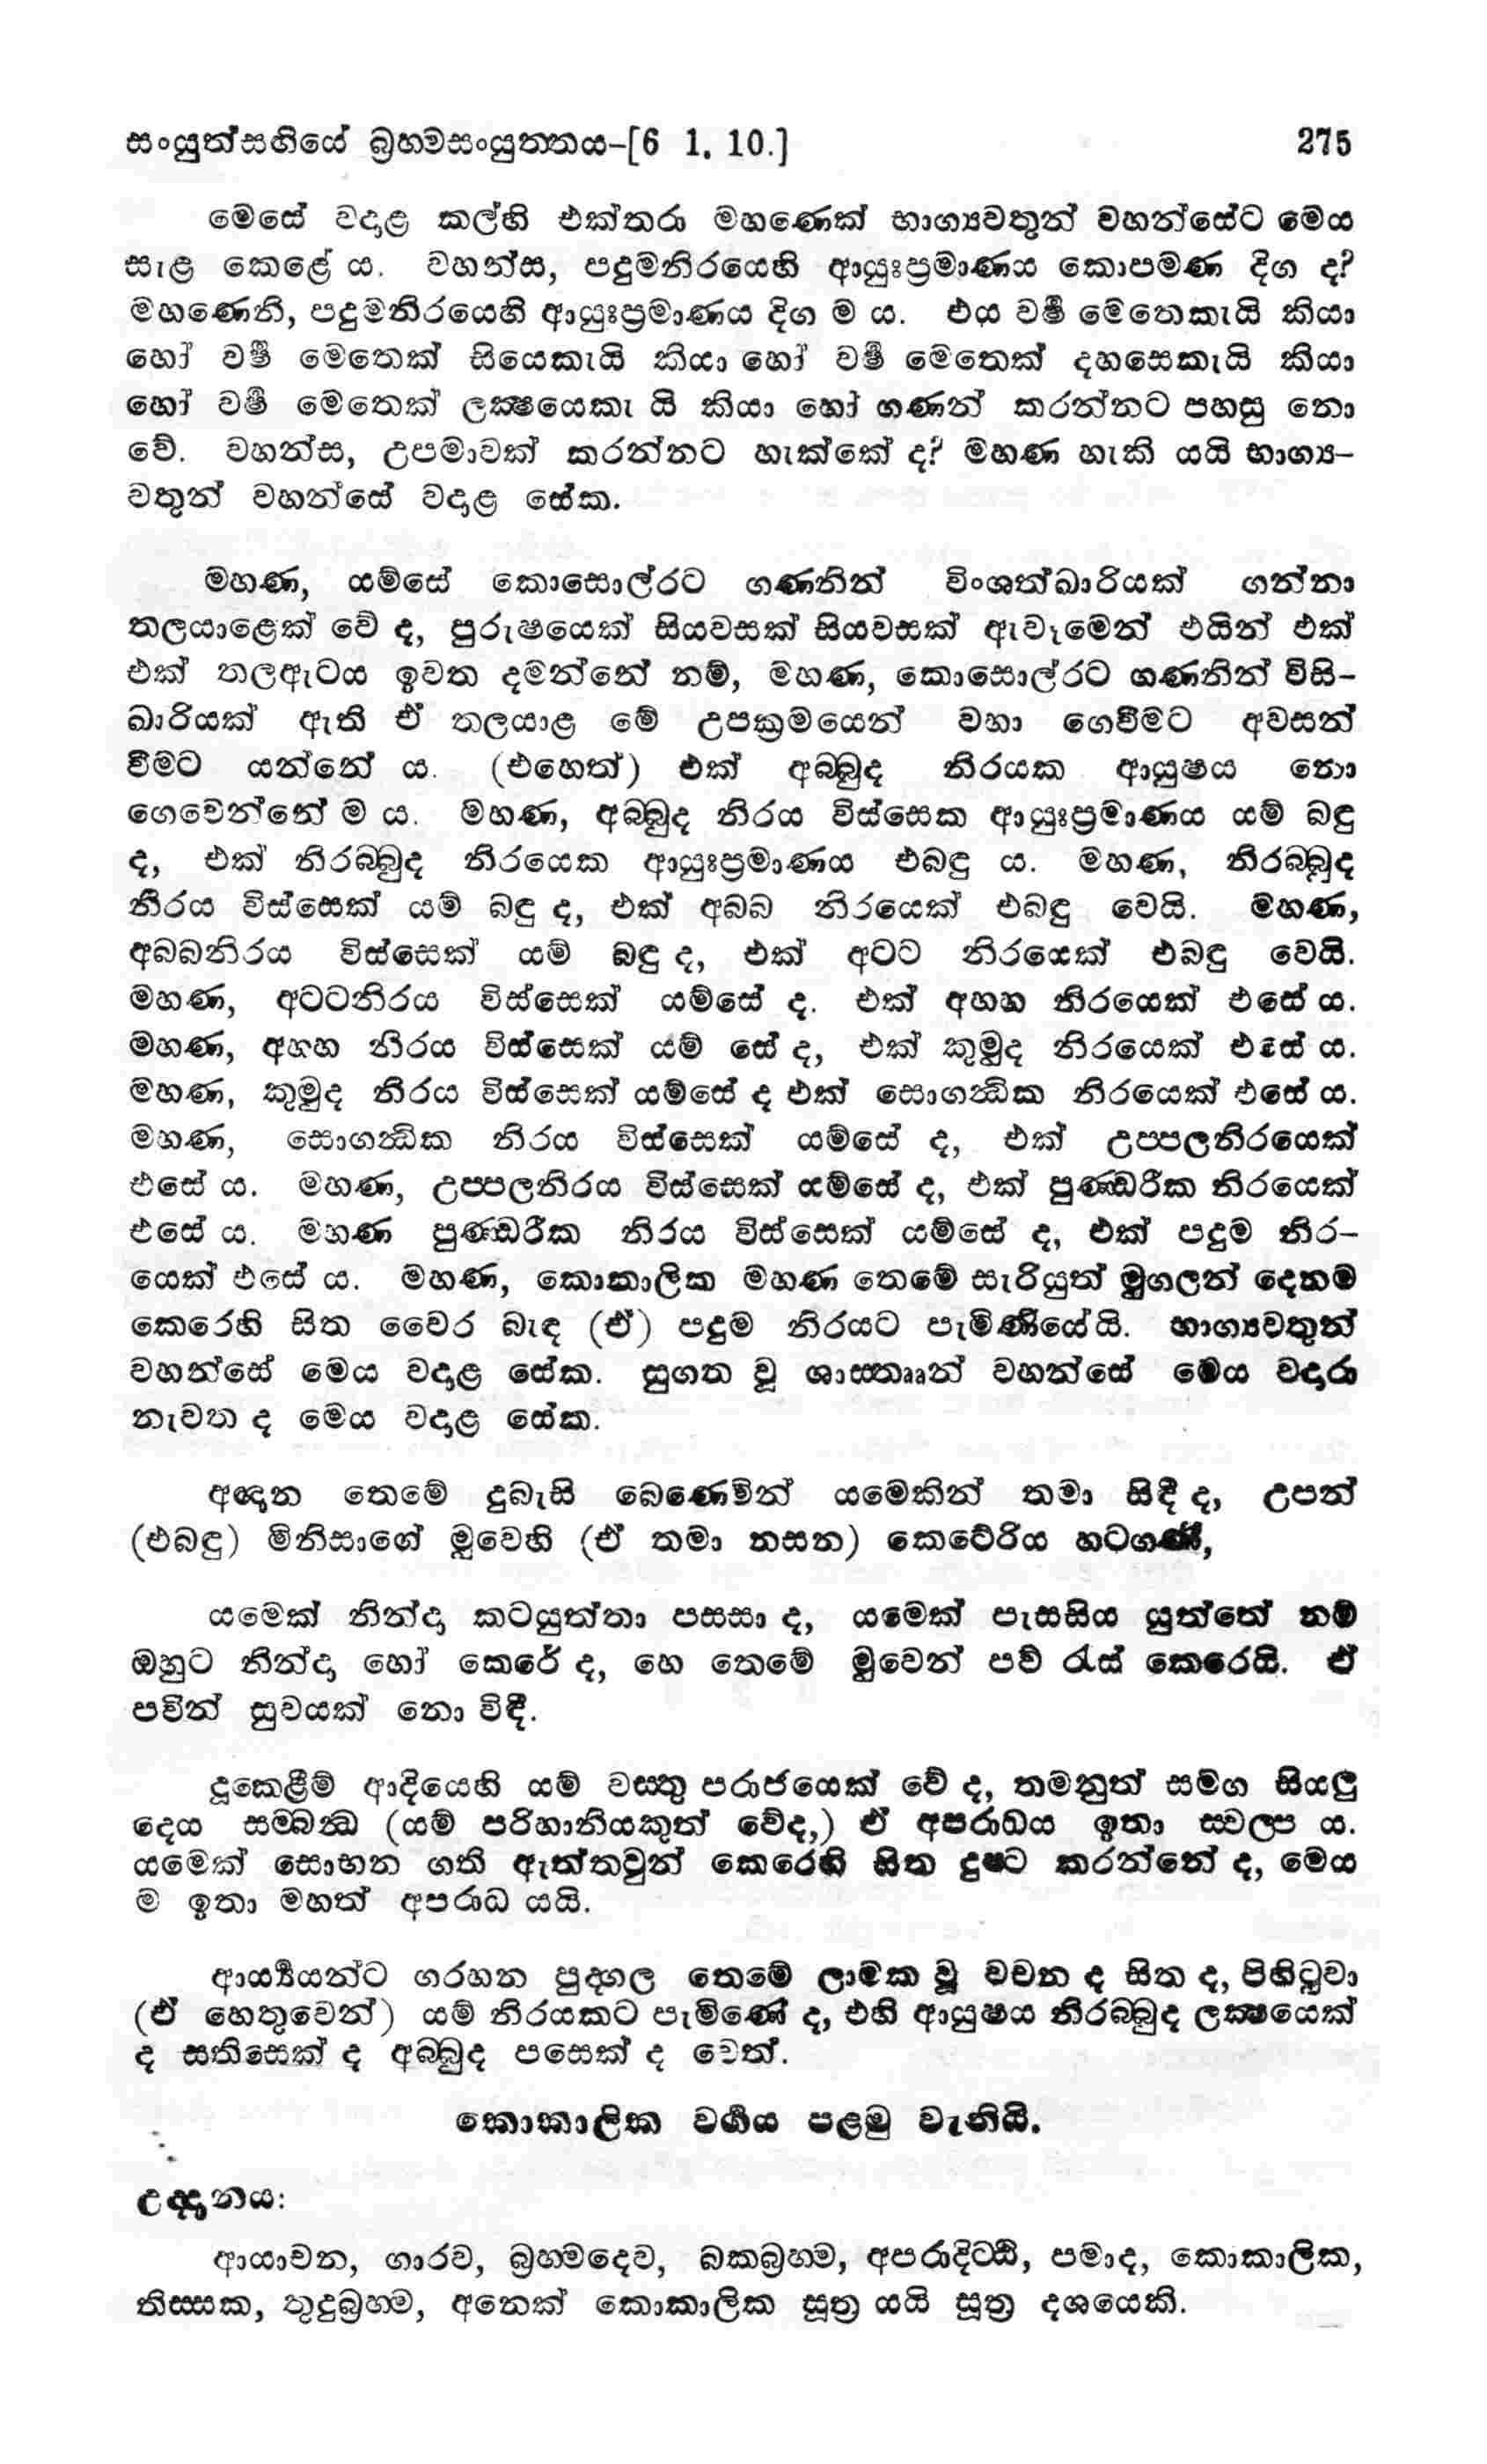 සංයුත්සඟියේ බ්‍රහ්මසංයුත්තය-[6 1. 10.] 275
මෙසේ වදාළ කල්හි එක්තරා මහණෙක් භාග්‍යවතුන් වහන්සේට මෙය
සැළ කෙළේ ය. වහන්ස, පදුමනිරයෙහි ආයුඃප්‍රමාණය කොපමණ දිග ද?
මහණෙනි, පදුමනිරයෙහි ආයුඃප්‍රමාණය දිග ම ය. එය වර්‍ෂ මෙතෙකැයි කියා
හෝ වර්‍ෂ මෙතෙක් සියෙකැයි කියා හෝ වර්‍ෂ මෙතෙක් දහසෙකැයි කියා
හෝ වර්‍ෂ මෙතෙක් ලක්‍ෂයෙකැ යි කියා හෝ ගණන් කරන්නට පහසු නො
වේ. වහන්ස, උපමාවක් කරන්නට හැක්කේ ද? මහණ හැකි යයි භාග්‍ය-
වතුන් වහන්සේ වදාළ සේක.
මහණ, යම්සේ කොසොල්රට ගණනින් විංශත්ඛාරියක් ගන්නා
තලයාළෙක් වේ ද, පුරුෂයෙක් සියවසක් සියවසක් ඇවෑමෙන් එයින් එක්
එක් තලඇටය ඉවත දමන්නේ නම්, මහණ, කොසොල්රට ගණනින් විසි-
ඛාරියක් ඇති ඒ තලයාළ මේ උපක්‍රමයෙන් වහා ගෙවීමට අවසන්
වීමට යන්නේ ය. (එහෙත්) එක් අබ්බුද නිරයක ආයුෂය නො
ගෙවෙන්නේ ම ය. මහණ, අබ්බුද නිරය විස්සෙක ආයුඃප්‍රමාණය යම් බඳු
ද, එක් නිරබ්බුද නිරයෙක ආයුඃප්‍රමාණය එබඳු ය. මහණ, නිරබ්බුද
නිරය විස්සෙක් යම් බඳු ද, එක් අබබ නිරයෙක් එබඳු වෙයි. මහණ,
අබබනිරය විස්සෙක් යම් බඳු ද, එක් අටට නිරයෙක් එබඳු වෙයි.
මහණ, අටටනිරය විස්සෙක් යම්සේ ද. එක් අහහ නිරයෙක් එසේ ය.
මහණ, අහහ නිරය විස්සෙක් යම් සේ ද, එක් කුමුද නිරයෙක් එසේ ය.
මහණ, කුමුද නිරය විස්සෙක් යම්සේ ද එක් සොගන්‍ධික නිරයෙක් එසේ ය.
මහණ, සොගන්‍ධික නිරය විස්සෙක් යම්සේ ද, එක් උප්පලනිරයෙක්
එසේ ය. මහණ, උප්පලනිරය විස්සෙක් යම්සේ ද, එක් පුණ්ඩරීක නිරයෙක්
එසේ ය. මහණ පුණ්ඩරීක නිරය විස්සෙක් යම්සේ ද, එක් පදුම නිර-
යෙක් එසේ ය. මහණ, කොකාලික මහණ තෙමේ සැරියුත් මුගලන් දෙනම
කෙරෙහි සිත වෛර බැඳ (ඒ) පදුම නිරයට පැමිණියේයි. භාග්‍යවතුන්
වහන්සේ මෙය වදාළ සේක. සුගත වූ ශාස්තෲන් වහන්සේ මෙය වදාරා
නැවත ද මෙය වදාළ සේක.
අඥාන තෙමේ දුබැසි බෙණෙමින් යමෙකින් තමා සිඳී ද, උපන්
(එබඳු) මිනිසාගේ මුවෙහි (ඒ තමා නසන) කෙටේරිය හටගණී,
යමෙක් නින්දා කටයුත්තා පසසා ද, යමෙක් පැසසිය යුත්තේ නම්
ඔහුට නින්දා හෝ කෙරේ ද, හෙ තෙමේ මුවෙන් පව් රැස් කෙරෙයි. ඒ
පවින් සුවයක් නො විඳී.
දූකෙළීම් ආදියෙහි යම් වස්තු පරාජයෙක් වේ ද, තමනුත් සමග සියලු
දෙය සම්බන්‍ධ (යම් පරිහානියකුත් වේද,) ඒ අපරාධය ඉතා ස්වල්ප ය.
යමෙක් සොභන ගති ඇත්තවුන් කෙරෙහි සිත දුෂ්ට කරන්නේ ද, මෙය
ම ඉතා මහත් අපරාධ යයි.
ආර්‍ය්‍යයන්ට ගරහන පුද්ගල තෙමේ ලාමක වූ වචන ද සිත ද, පිහිටුවා
(ඒ හෙතුවෙන්) යම් නිරයකට පැමිණේ ද, එහි ආයුෂය නිරබ්බුද ලක්‍ෂයෙක්
ද සතිසෙක් ද අබ්බුද පසෙක් ද වෙත්.
කොකාලික වර්‍ගය පළමු වැනියි.
උද්‍දානය:
ආයාචන, ගාරව, බ්‍රහ්මදෙව, බකබ්‍රහ්ම, අපරාදිට්ඨි, පමාද, කොකාලික,
තිස්සක, තුදුබ්‍රහ්ම, අනෙක් කොකාලික සූත්‍ර යයි සූත්‍ර දශයෙකි.